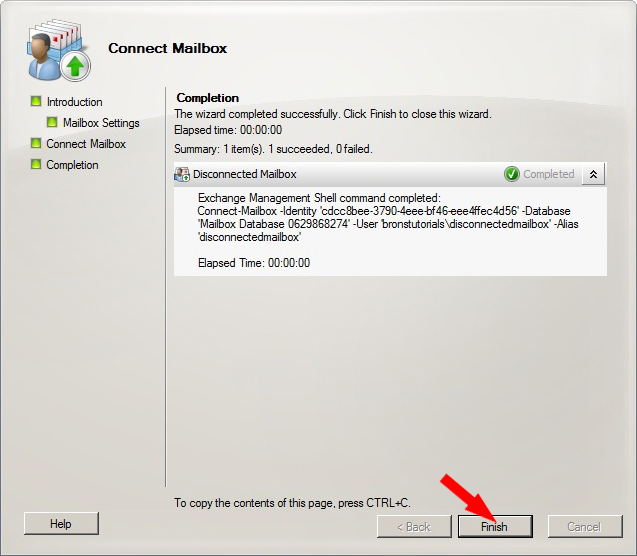 Connect Mailbox
Introduction
Mailbox Settings
Connect Mailbox
Completion
Completion
The wizard completed successfully. Click Finish to close this wizard.
Elapsed time: 00:00:00
Summary: 1 item(s). 1 succeeded, 0 failed.
Disconnected Mailbox
Completed
Exchange Management Shell command completed:
Connect-Mailbox -Identity 'cdcc8bee-3790-4eee-bf46-eee4ffec4d56' -Database
'Mailbox Database 0629868274' -User 'bronstutorials\disconnectedmailbox' -Alias
'disconnectedmailbox'
Elapsed Time: 00:00:00
To copy the contents of this page, press CTRL+C.
Help
< Back
Finish
Cancel